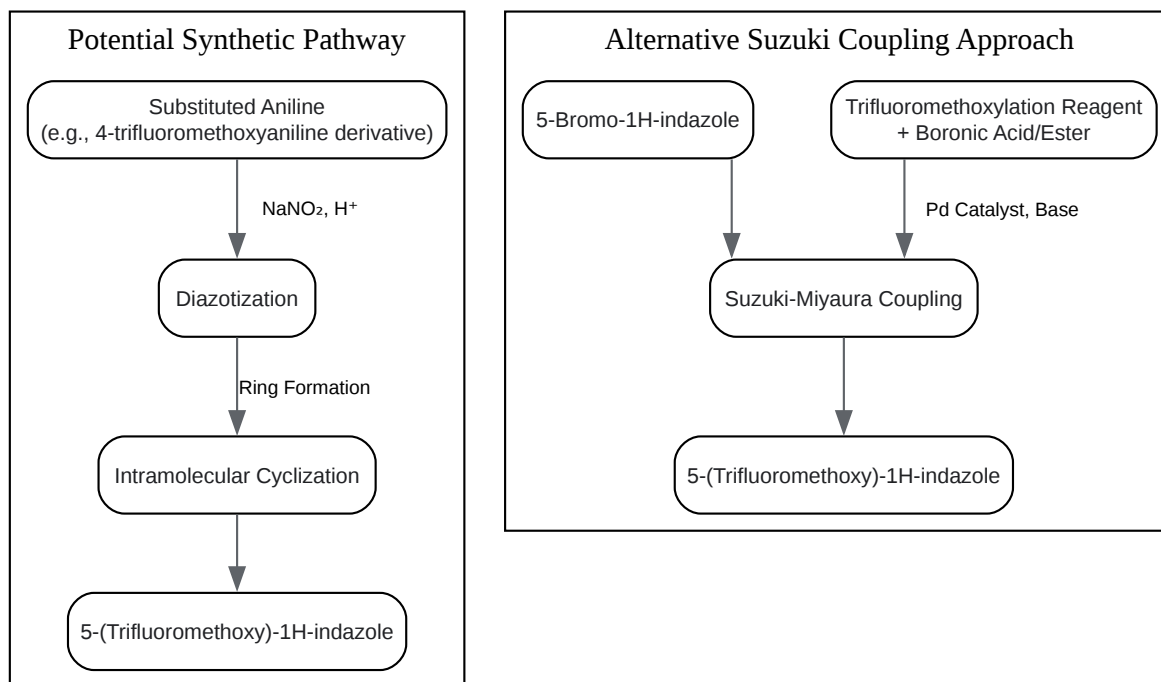 Potential Synthetic Pathway
Substituted Aniline
(e.g., 4-trifluoromethoxyaniline derivative)
NaNO₂, H⁺
Diazotization
Ring Formation
Intramolecular Cyclization
5-(Trifluoromethoxy)-1H-indazole
Alternative Suzuki Coupling Approach
5-Bromo-1H-indazole
Trifluoromethoxylation Reagent
+ Boronic Acid/Ester
Pd Catalyst, Base
Suzuki-Miyaura Coupling
5-(Trifluoromethoxy)-1H-indazole